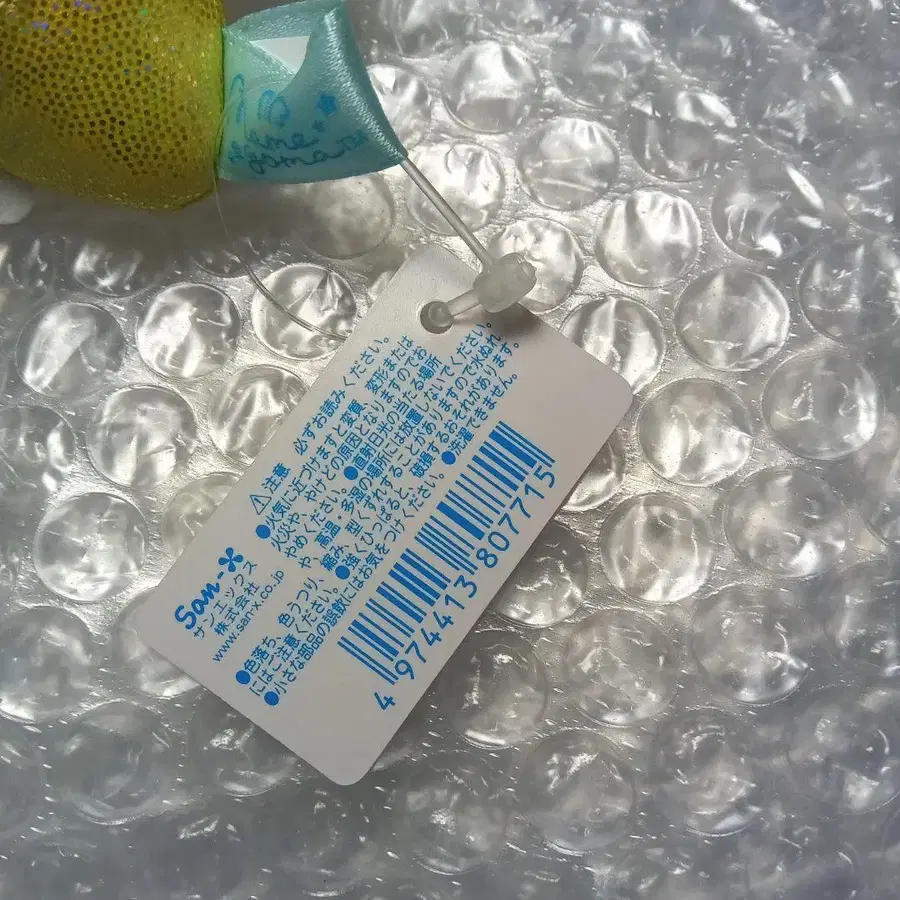 mame
goma
⚠注意 必ずお読みください。
●火気に近づけますと変質、変形または
火災、やけどの原因となりますのでお
やめください。●直射日光の当たる場所
や、高温・多湿の場所には放置しないでください。
San-X
サンエックス
株式会社
www.san-x.co.jp
●色落ち、色うつり、縮み、型くずれすることがありますので水ぬれ
にはご注意ください。●強くひっぱると、破損するおそれがあります。
●小さな部品の誤飲にはお気をつけください。●洗濯できません。
4 974413 807715